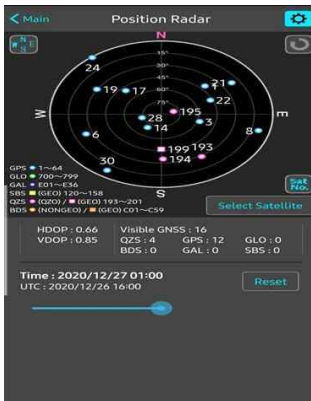 < Main
Position Radar
N
W N E S
15°
30°
45°
60°
75°
24
19
17
21
22
195
3
28
14
8
6
30
199
193
194
W
E
S
GPS 1~64
GLO 700~799
GAL E01~E36
SBS (GEO) 120~158
QZS (QZO) / (GEO) 193~201
BDS (NONGEO) / (GEO) C01~C59
Sat No.
Select Satellite
HDOP : 0.66
VDOP : 0.85
Visible GNSS : 16
QZS : 4 GPS : 12 GLO : 0
BDS : 0 GAL : 0 SBS : 0
Time : 2020/12/27 01:00
UTC : 2020/12/26 16:00
Reset